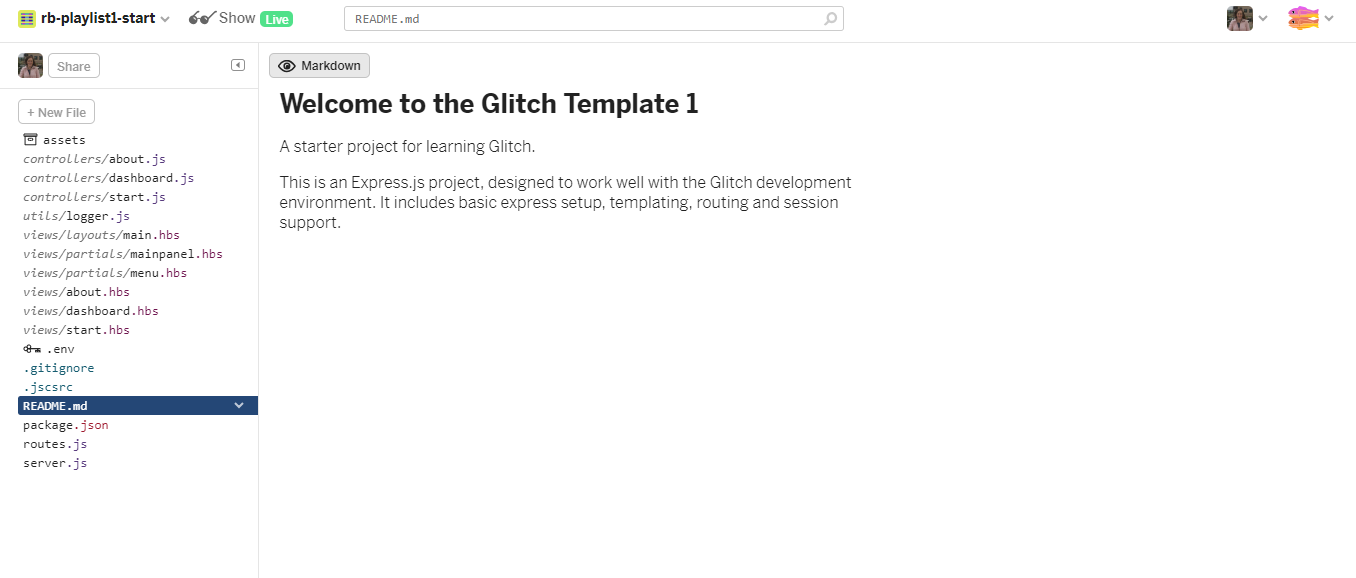 rb-playlist1-start
Show Live
README.md
Share
+ New File
assets
controllers/about.js
controllers/dashboard.js
controllers/start.js
utils/logger.js
views/layouts/main.hbs
views/partials/mainpanel.hbs
views/partials/menu.hbs
views/about.hbs
views/dashboard.hbs
views/start.hbs
.env
.gitignore
.jscsrc
README.md
package.json
routes.js
server.js
Markdown
Welcome to the Glitch Template 1
A starter project for learning Glitch.
This is an Express.js project, designed to work well with the Glitch development
environment. It includes basic express setup, templating, routing and session
support.